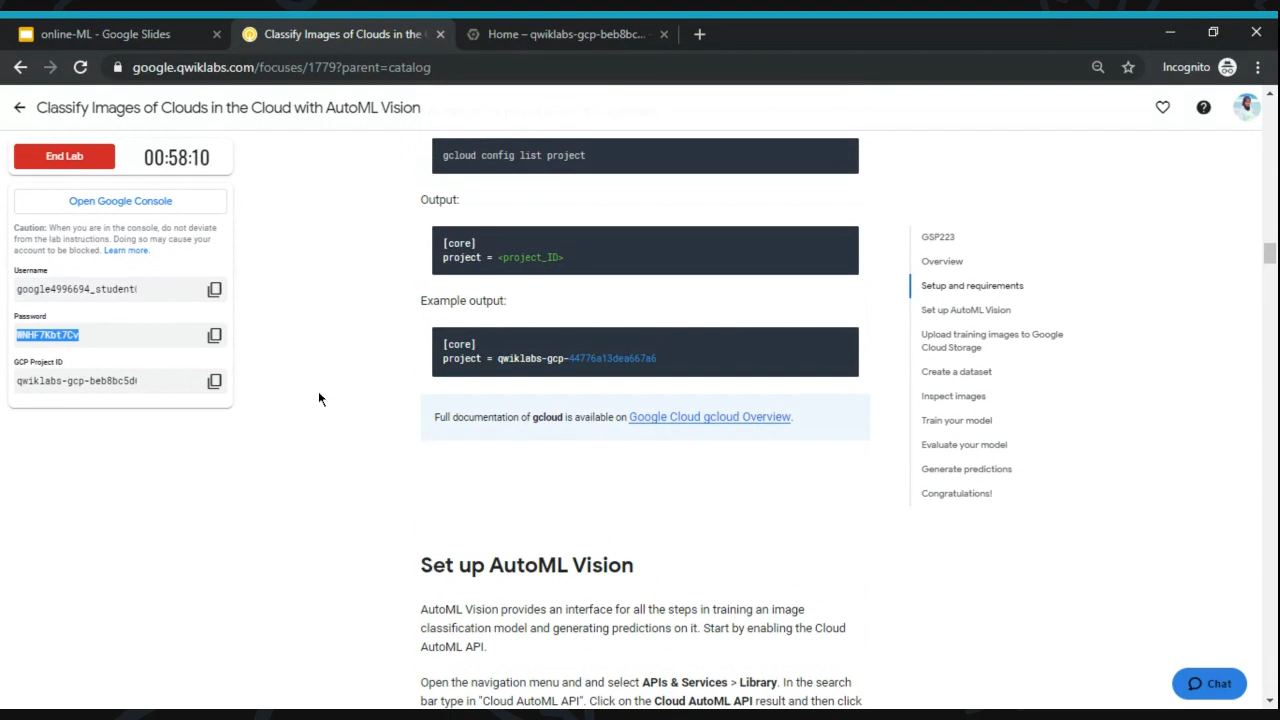 online-ML - Google Slides
Classify Images of Clouds in the
Home – qwiklabs-gcp-beb8bc...
google.qwiklabs.com/focuses/1779?parent=catalog
Incognito
Classify Images of Clouds in the Cloud with AutoML Vision
End Lab
00:58:10
Open Google Console
Caution: When you are in the console, do not deviate
from the lab instructions. Doing so may cause your
account to be blocked. Learn more.
Username
google4996694_student
Password
WNHF7Kbt7Cv
GCP Project ID
qwiklabs-gcp-beb8bc5d
gcloud config list project
Output:
[core]
project = <project_ID>
Example output:
[core]
project = qwiklabs-gcp-44776a13dea667a6
Full documentation of gcloud is available on Google Cloud gcloud Overview.
Set up AutoML Vision
AutoML Vision provides an interface for all the steps in training an image
classification model and generating predictions on it. Start by enabling the Cloud
AutoML API.
Open the navigation menu and and select APIs & Services > Library. In the search
bar type in "Cloud AutoML API". Click on the Cloud AutoML API result and then click
GSP223
Overview
Setup and requirements
Set up AutoML Vision
Upload training images to Google
Cloud Storage
Create a dataset
Inspect images
Train your model
Evaluate your model
Generate predictions
Congratulations!
Chat